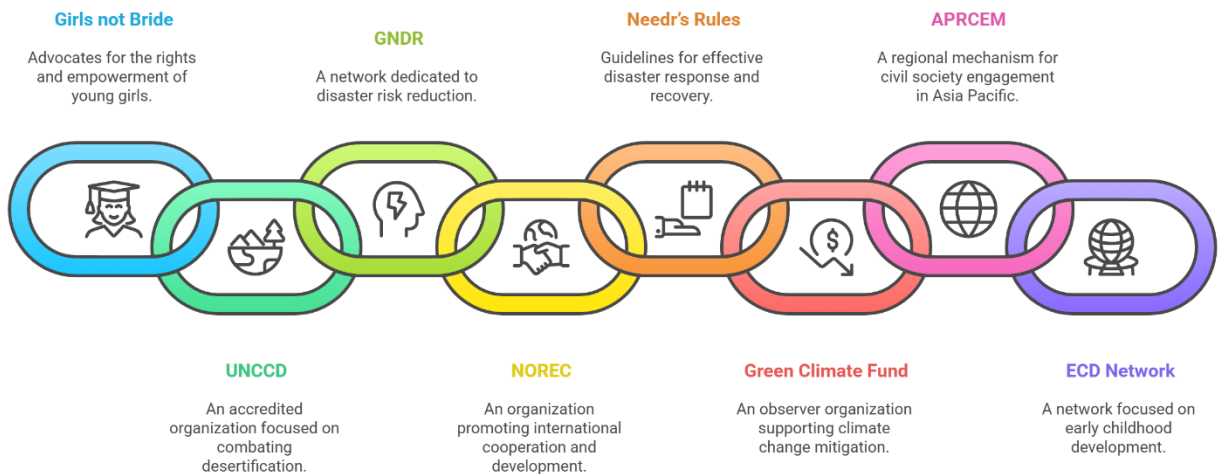 Girls not Bride
Advocates for the rights
and empowerment of
young girls.
GNDR
A network dedicated to
disaster risk reduction.
Needr's Rules
Guidelines for effective
disaster response and
recovery.
APRCEM
A regional mechanism for
civil society engagement
in Asia Pacific.
$
UNCCD
An accredited
organization focused on
combating
desertification.
NOREC
An organization
promoting international
cooperation and
development.
Green Climate Fund
An observer organization
supporting climate
change mitigation.
ECD Network
A network focused on
early childhood
development.